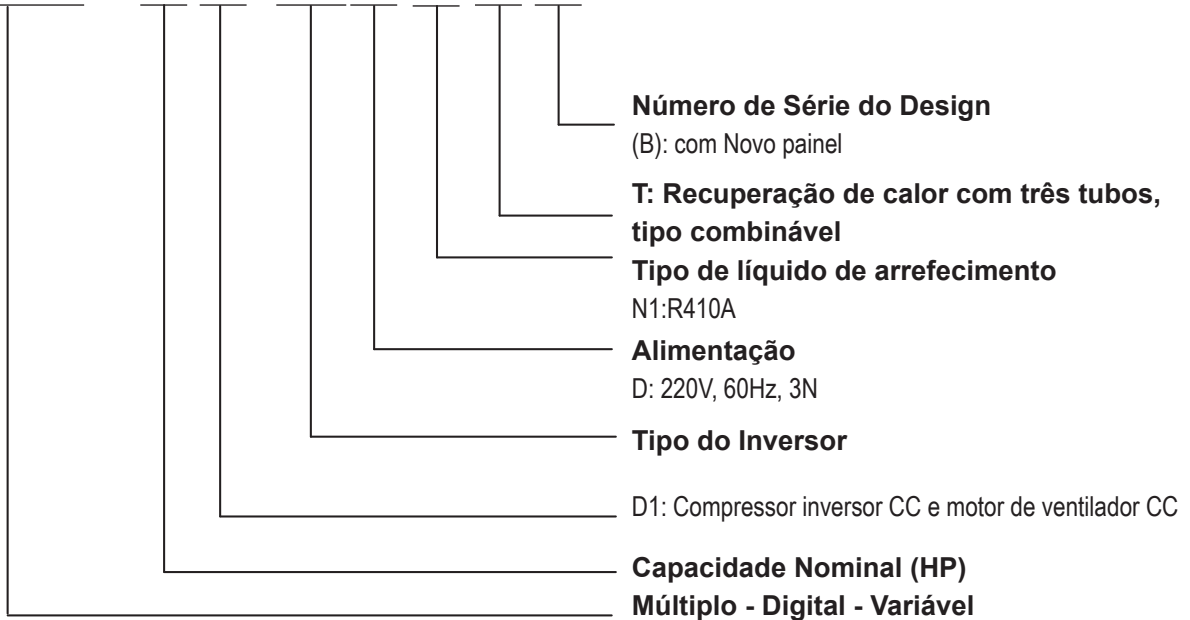 Número de Série do Design
(B): com Novo painel
T: Recuperação de calor com três tubos,
tipo combinável
Tipo de líquido de arrefecimento
N1:R410A
Alimentação
D: 220V, 60Hz, 3N
Tipo do Inversor
D1: Compressor inversor CC e motor de ventilador CC
Capacidade Nominal (HP)
Múltiplo - Digital - Variável